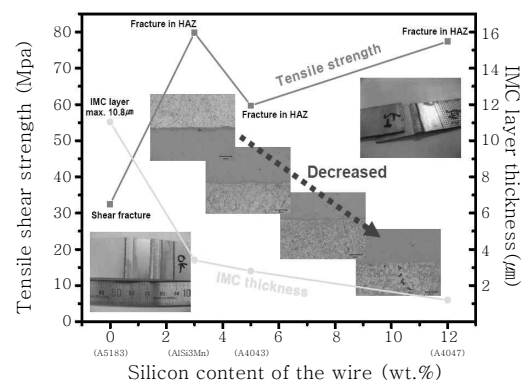 Fracture in HAZ
Fracture in HAZ
80
70
60
50
40
30
20
10
0
Tensile shear strength (Mpa)
16
14
12
10
8
6
4
2
IMC layer thickness(㎛)
IMC layer
max. 10.8㎛
Tensile strength
Fracture in HAZ
Decreased
Shear fracture
IMC thickness
0
2
4
6
8
10
12
(A5183)
(AlSi3Mn)
(A4043)
(A4047)
Silicon content of the wire (wt.%)